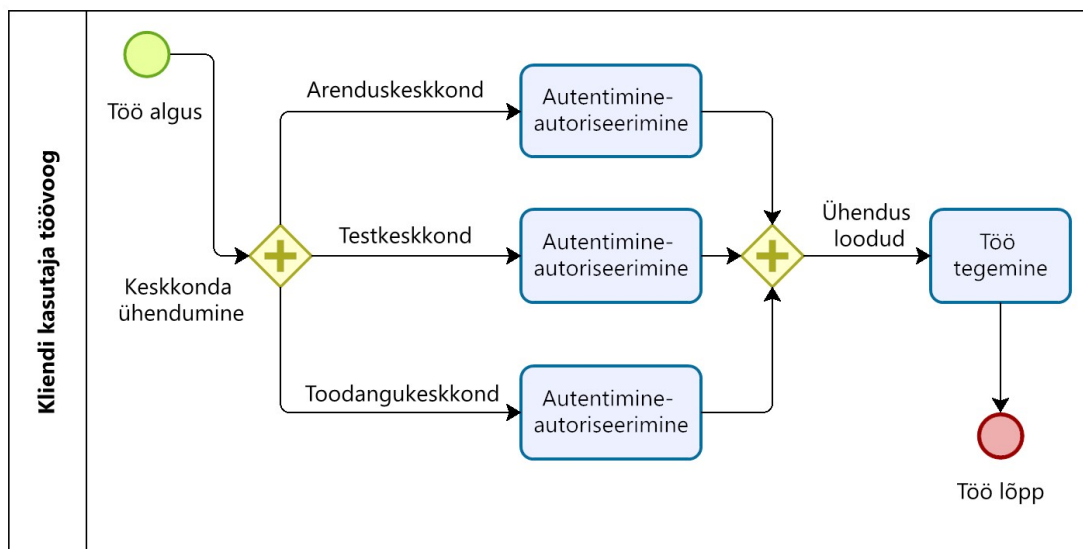 Kliendi kasutaja töövoog
Töö algus
Keskkonda
ühendumine
Arenduskeskkond
Autentimine-
autoriseerimine
Testkeskkond
Autentimine-
autoriseerimine
Toodangukeskkond
Autentimine-
autoriseerimine
Ühendus
loodud
Töö
tegemine
Töö lõpp